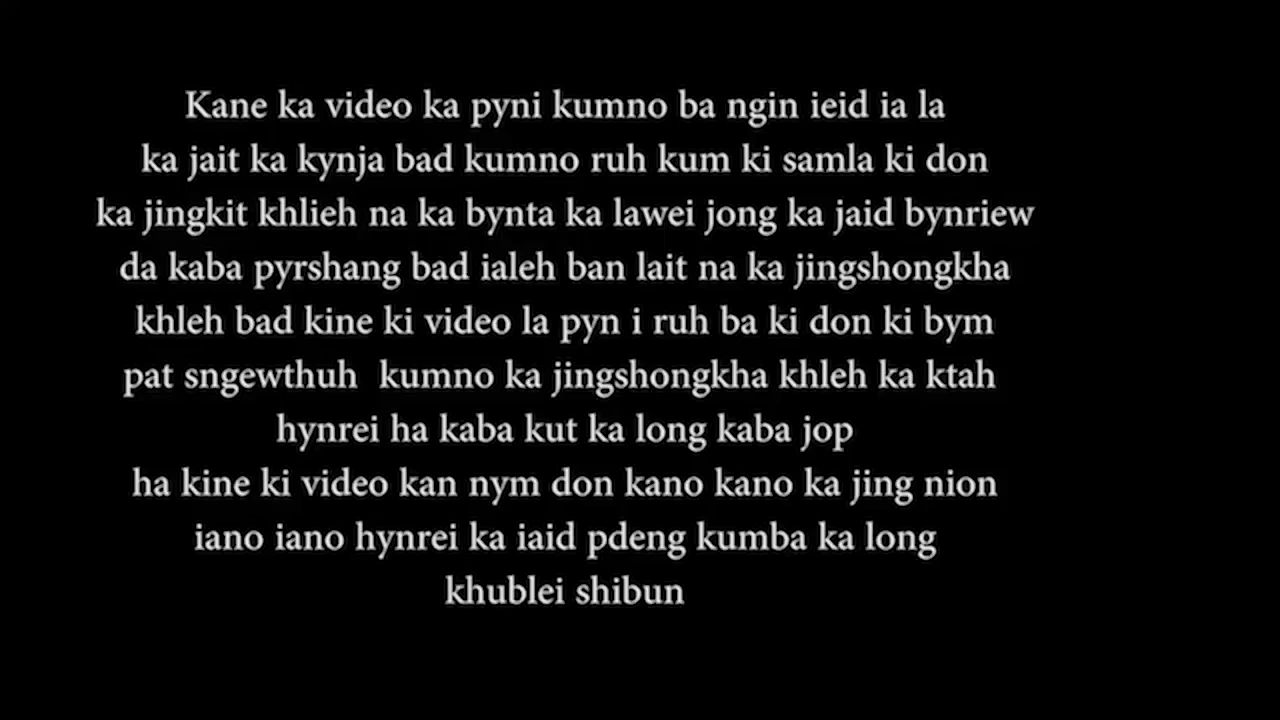 Kane ka video ka pyni kumno ba ngin ieid ia la
ka jait ka kynja bad kumno ruh kum ki samla ki don
ka jingkit khlieh na ka bynta ka lawei jong ka jaid bynriew
da kaba pyrshang bad ialeh ban lait na ka jingshongkha
khleh bad kine ki video la pyn i ruh ba ki don ki bym
pat sngewthuh  kumno ka jingshongkha khleh ka ktah
hynrei ha kaba kut ka long kaba jop
ha kine ki video kan nym don kano kano ka jing nion
iano iano hynrei ka iaid pdeng kumba ka long
khublei shibun